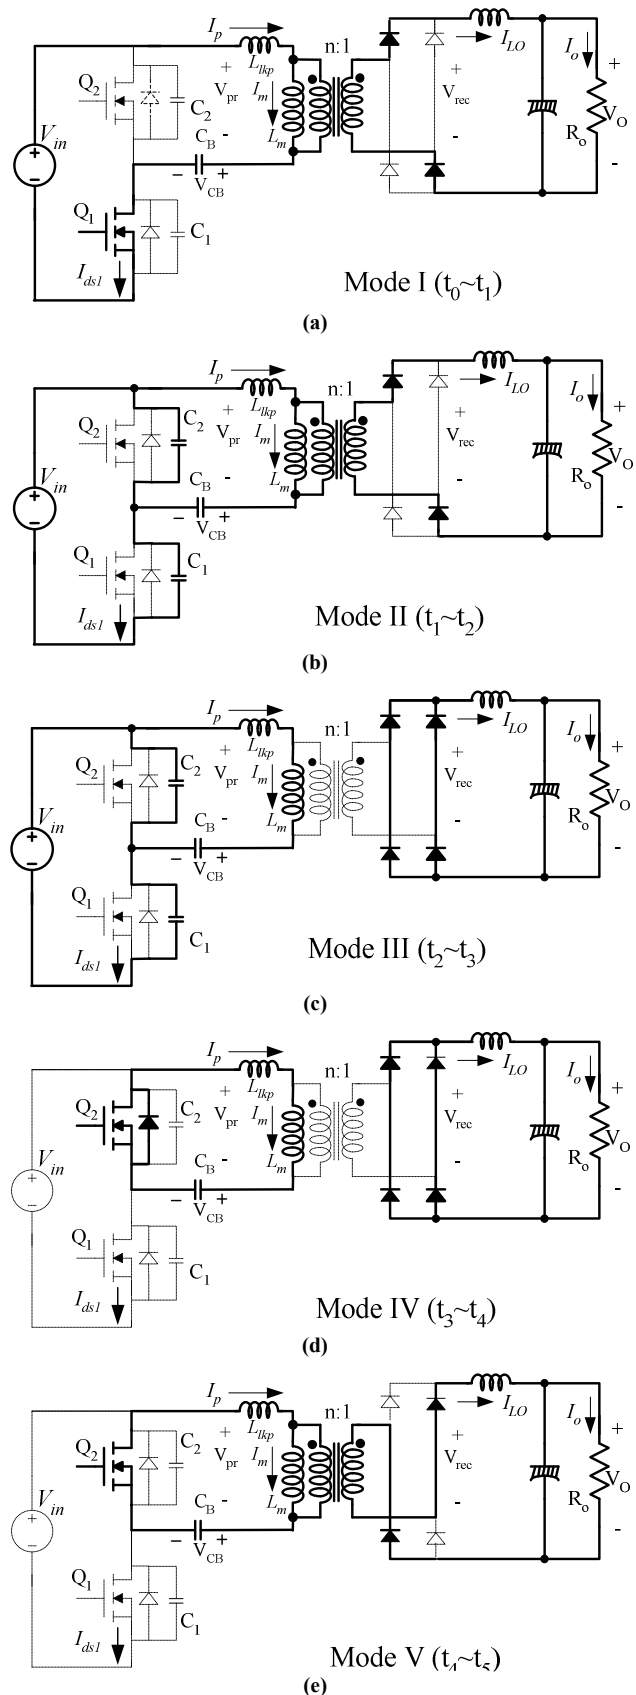 I_p n:1 I_LO I_o
Q_2 C_2 + V_pr - L_lkp I_m L_m + V_rec - + V_O - R_o
V_in + - C_B - V_CB +
Q_1 C_1
I_ds1
Mode I (t_0~t_1)
(a)
I_p n:1 I_LO I_o
Q_2 C_2 + V_pr - L_lkp I_m L_m + V_rec - + V_O - R_o
V_in + - C_B - V_CB +
Q_1 C_1
I_ds1
Mode II (t_1~t_2)
(b)
I_p n:1 I_LO I_o
Q_2 C_2 + V_pr - L_lkp I_m L_m + V_rec - + V_O - R_o
V_in + - C_B - V_CB +
Q_1 C_1
I_ds1
Mode III (t_2~t_3)
(c)
I_p n:1 I_LO I_o
Q_2 C_2 + V_pr - L_lkp I_m L_m + V_rec - + V_O - R_o
V_in + - C_B - V_CB +
Q_1 C_1
I_ds1
Mode IV (t_3~t_4)
(d)
I_p n:1 I_LO I_o
Q_2 C_2 + V_pr - L_lkp I_m L_m + V_rec - + V_O - R_o
V_in + - C_B - V_CB +
Q_1 C_1
I_ds1
Mode V (t_4~t_5)
(e)